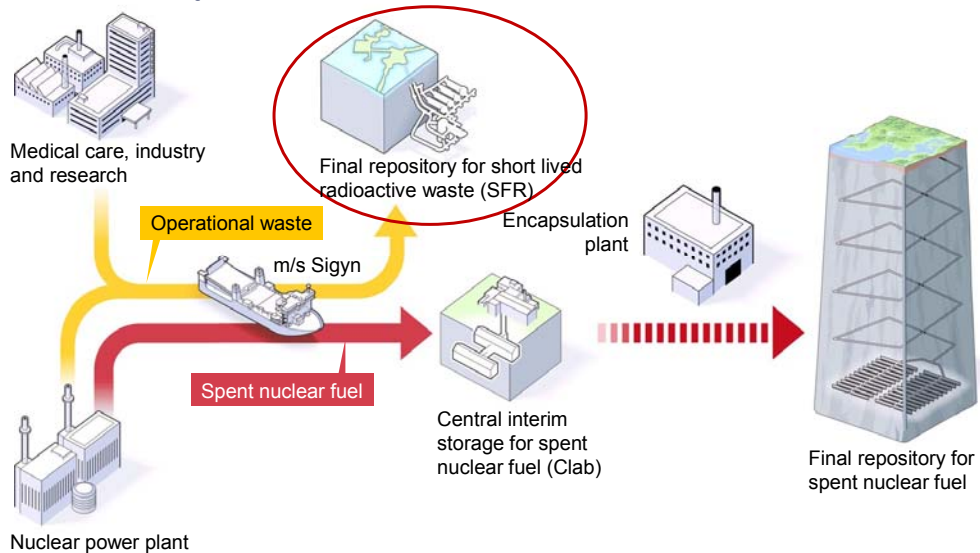 Medical care, industry
and research
Final repository for short lived
radioactive waste (SFR)
Operational waste
m/s Sigyn
Encapsulation
plant
Spent nuclear fuel
Central interim
storage for spent
nuclear fuel (Clab)
Final repository for
spent nuclear fuel
Nuclear power plant